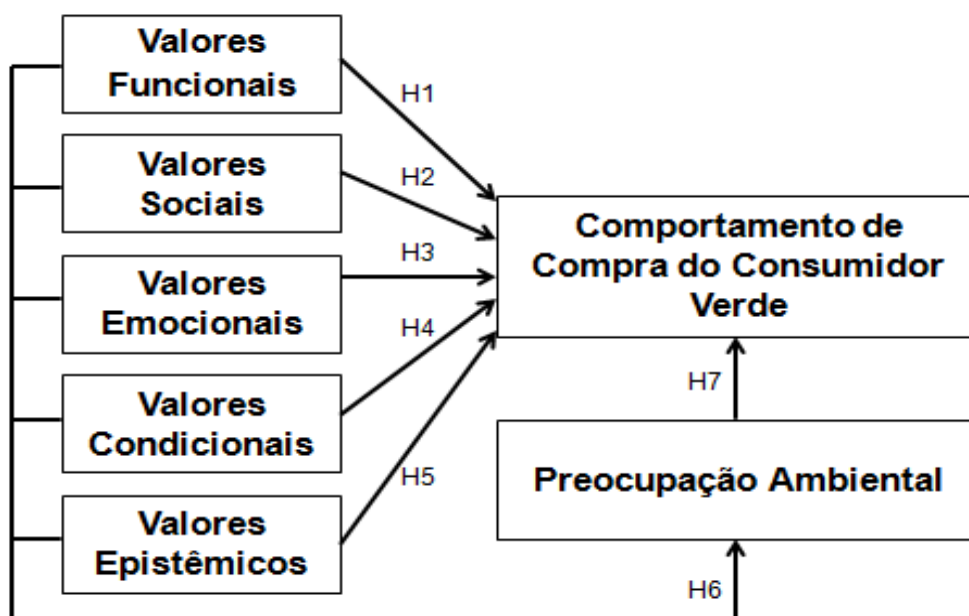 Valores
Funcionais
H1
Valores
Sociais
H2
Valores
Emocionais
H3
Valores
Condicionais
H4
Valores
Epistêmicos
H5
Comportamento de
Compra do Consumidor
Verde
H7
Preocupação Ambiental
H6